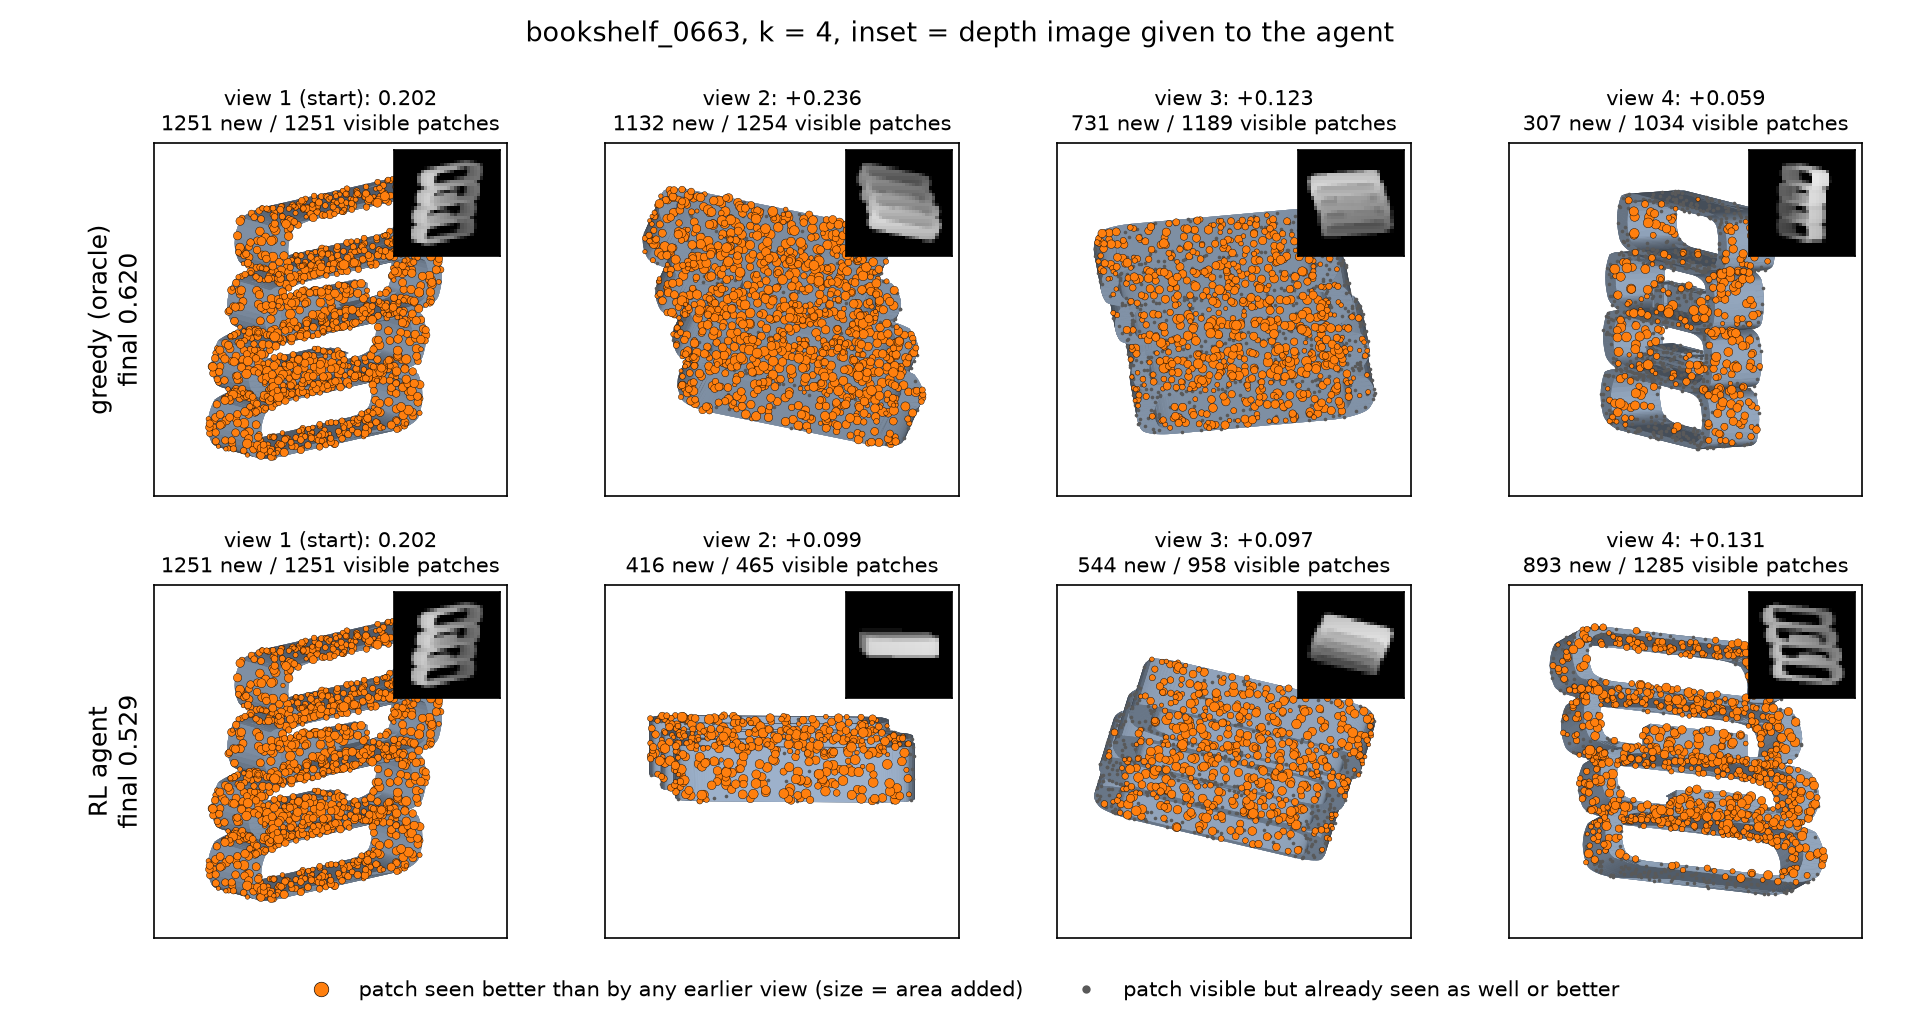 bookshelf_0663, k = 4, inset = depth image given to the agent
view 1 (start): 0.202
1251 new / 1251 visible patches
view 2: +0.236
1132 new / 1254 visible patches
view 3: +0.123
731 new / 1189 visible patches
view 4: +0.059
307 new / 1034 visible patches
greedy (oracle)
final 0.620
view 1 (start): 0.202
1251 new / 1251 visible patches
view 2: +0.099
416 new / 465 visible patches
view 3: +0.097
544 new / 958 visible patches
view 4: +0.131
893 new / 1285 visible patches
RL agent
final 0.529
patch seen better than by any earlier view (size = area added)
patch visible but already seen as well or better